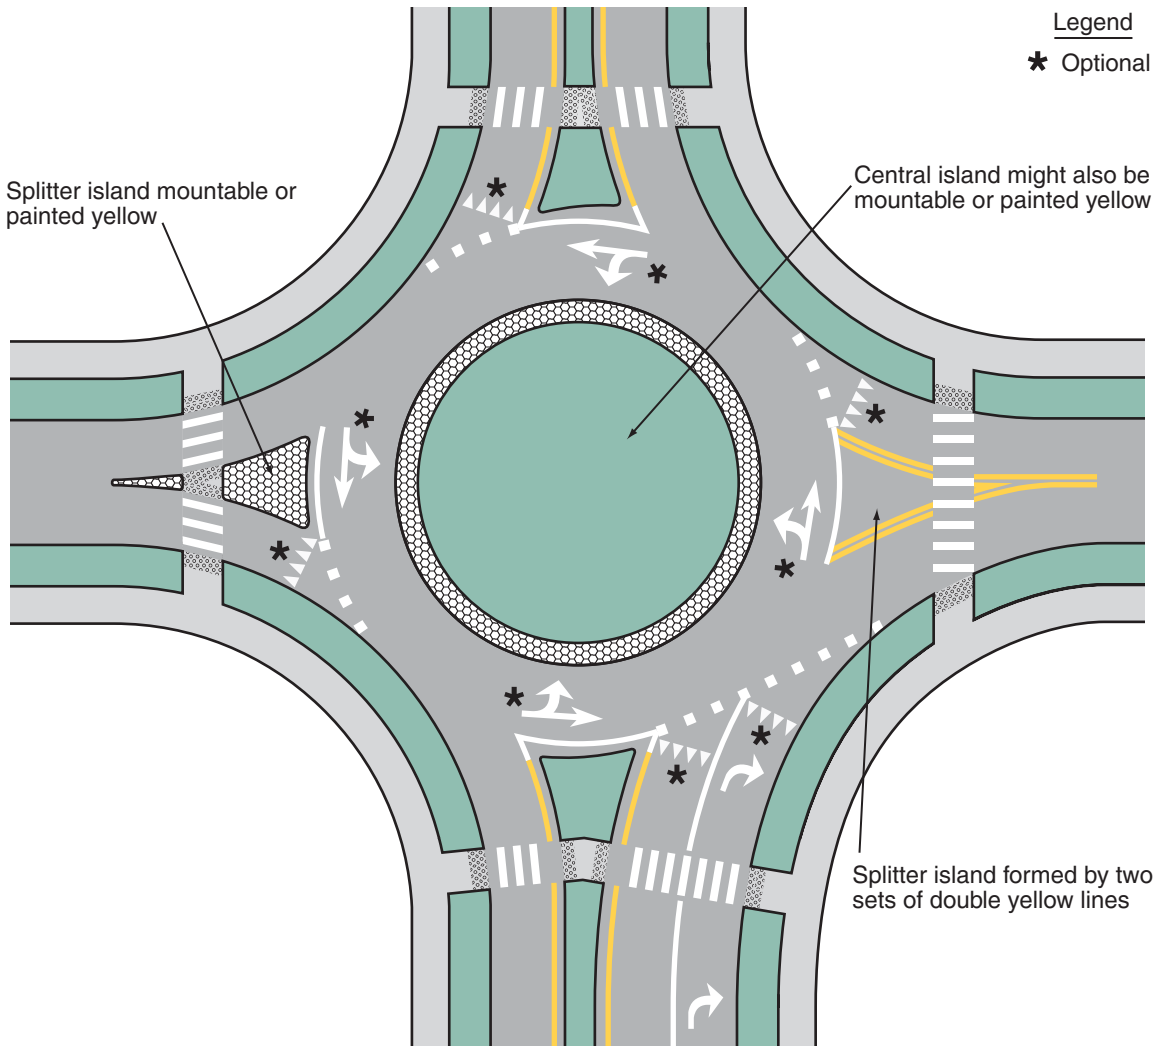 Legend
* Optional
Splitter island mountable or
painted yellow
Central island might also be
mountable or painted yellow
Splitter island formed by two
sets of double yellow lines